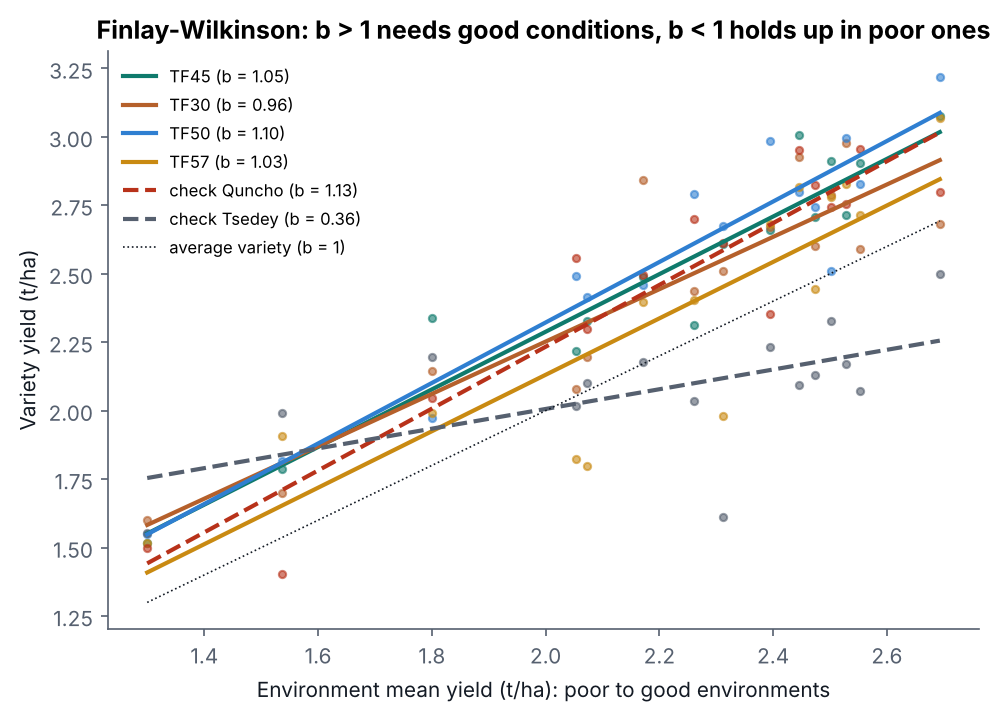 Finlay-Wilkinson: b > 1 needs good conditions, b < 1 holds up in poor ones
TF45 (b = 1.05)
TF30 (b = 0.96)
TF50 (b = 1.10)
TF57 (b = 1.03)
check Quncho (b = 1.13)
check Tsedey (b = 0.36)
average variety (b = 1)
Variety yield (t/ha)
3.25
3.00
2.75
2.50
2.25
2.00
1.75
1.50
1.25
1.4 1.6 1.8 2.0 2.2 2.4 2.6
Environment mean yield (t/ha): poor to good environments